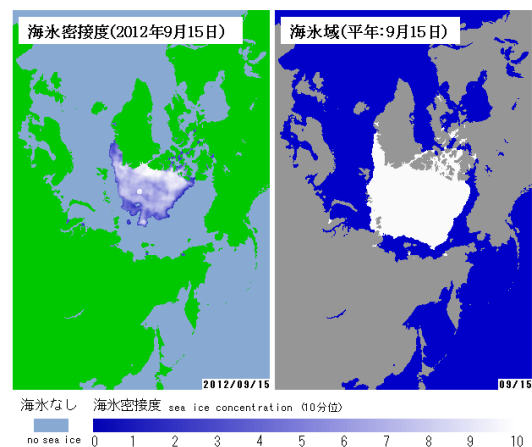 海氷密接度(2012年9月15日)
海氷域(平年:9月15日)
2012/09/15
09/15
海氷なし 海氷密接度 sea ice concentration (10分位)
no sea ice 0 1 2 3 4 5 6 7 8 9 10